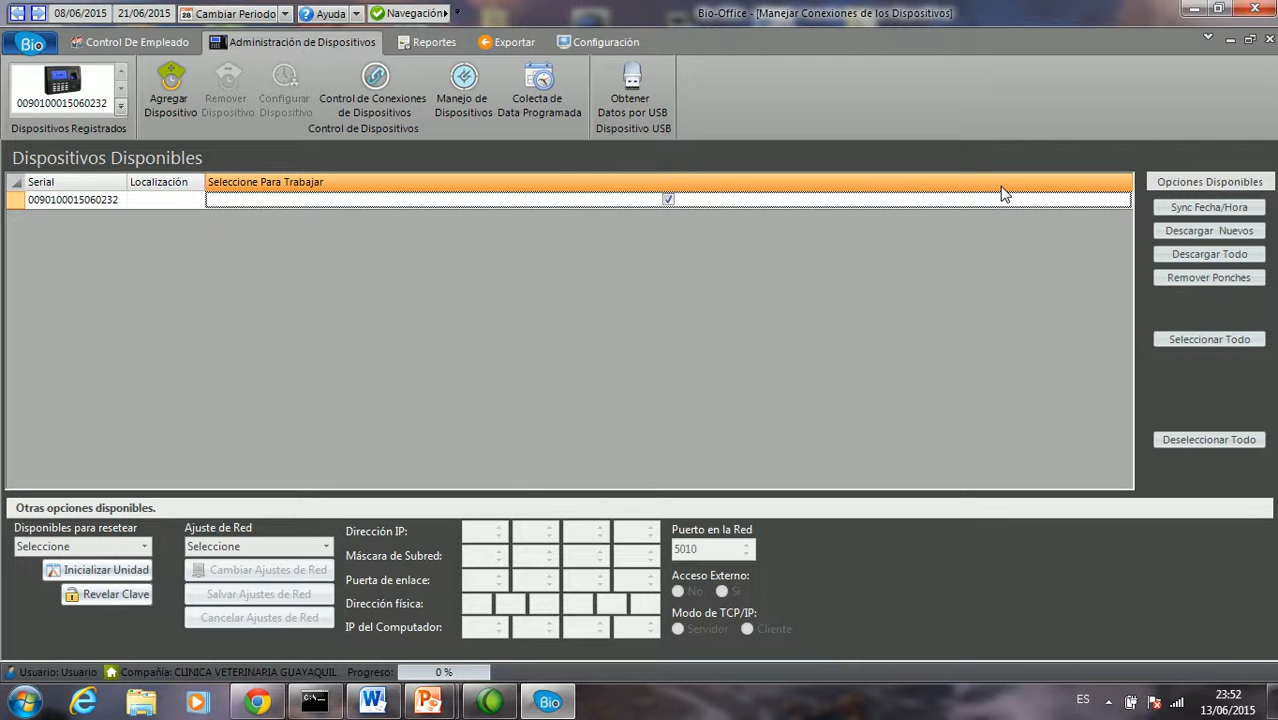 08/06/2015 21/06/2015 28 Cambiar Periodo Ayuda Navegación
Bio-Office - [Manejar Conexiones de los Dispositivos]
Bio Control De Empleado Administración de Dispositivos Reportes Exportar Configuración
0090100015060232
Dispositivos Registrados
Agregar Dispositivo
Remover Dispositivo
Configurar Dispositivo
Control de Conexiones de Dispositivos
Manejo de Dispositivos
Colecta de Data Programada
Control de Dispositivos
Obtener Datos por USB
Dispositivo USB
Dispositivos Disponibles
Serial Localización Seleccione Para Trabajar
0090100015060232
Opciones Disponibles
Sync Fecha/Hora
Descargar Nuevos
Descargar Todo
Remover Ponches
Seleccionar Todo
Deseleccionar Todo
Otras opciones disponibles.
Disponibles para resetear
Seleccione
Inicializar Unidad
Revelar Clave
Ajuste de Red
Seleccione
Cambiar Ajustes de Red
Salvar Ajustes de Red
Cancelar Ajustes de Red
Dirección IP:
Máscara de Subred:
Puerta de enlace:
Dirección física:
IP del Computador:
Puerto en la Red
5010
Acceso Externo:
No Si
Modo de TCP/IP:
Servidor Cliente
Usuario: Usuario Compañía: CLINICA VETERINARIA GUAYAQUIL Progreso: 0 %
C:\. W P Bio ES 23:52
13/06/2015